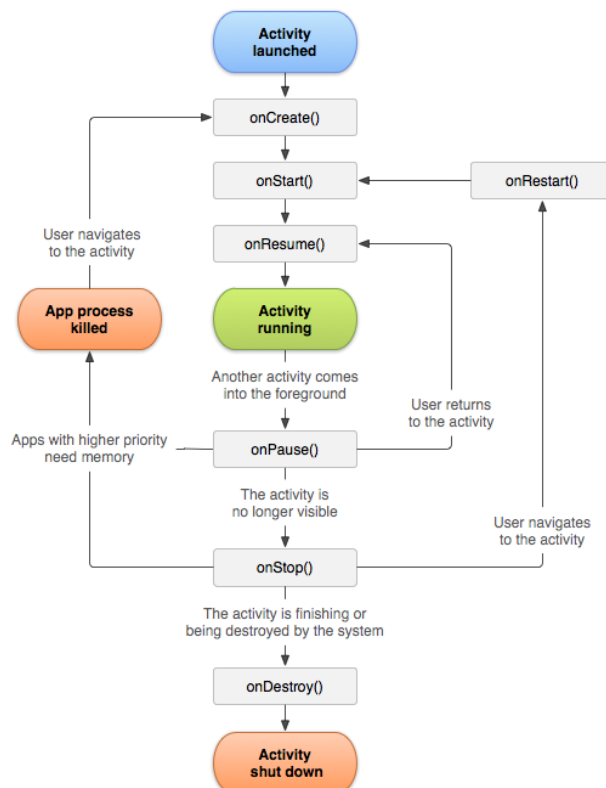 Activity
launched
onCreate()
onStart()
onRestart()
onResume()
User navigates
to the activity
App process
killed
Activity
running
Another activity comes
into the foreground
User returns
to the activity
Apps with higher priority
need memory
onPause()
The activity is
no longer visible
User navigates
to the activity
onStop()
The activity is finishing or
being destroyed by the system
onDestroy()
Activity
shut down